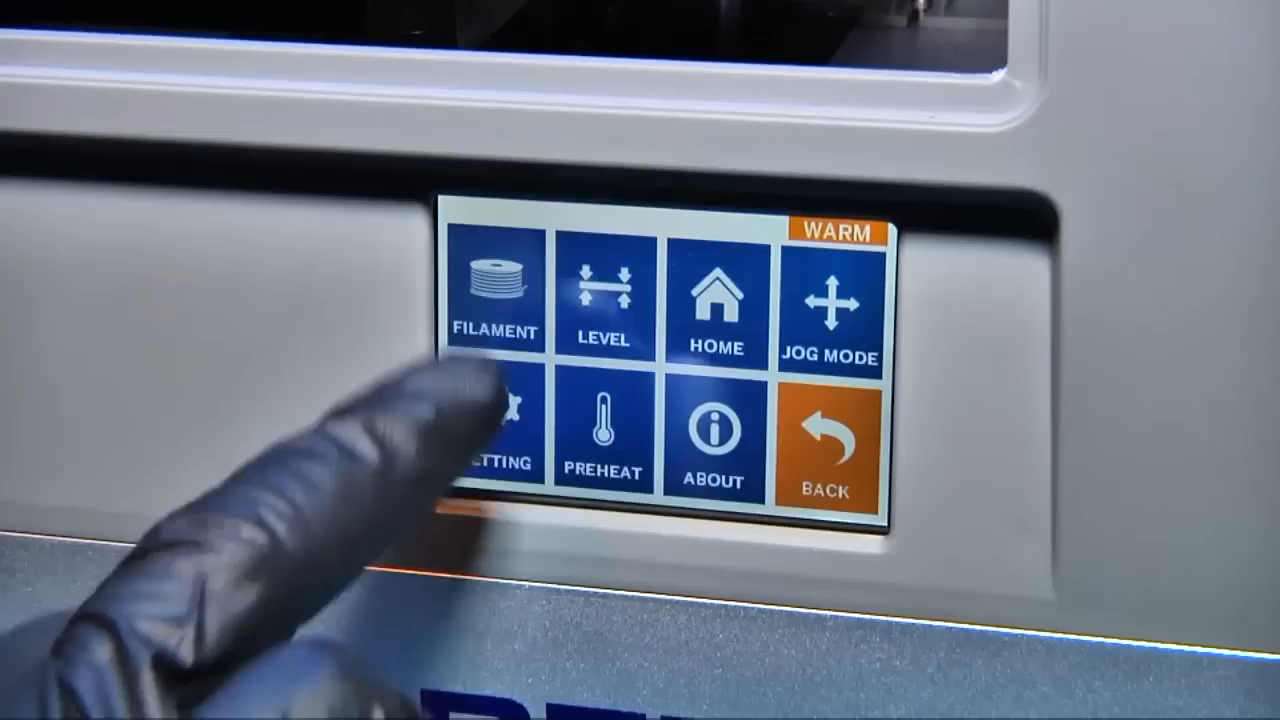 WARM
FILAMENT
LEVEL
HOME
JOG MODE
PREHEAT
ABOUT
BACK